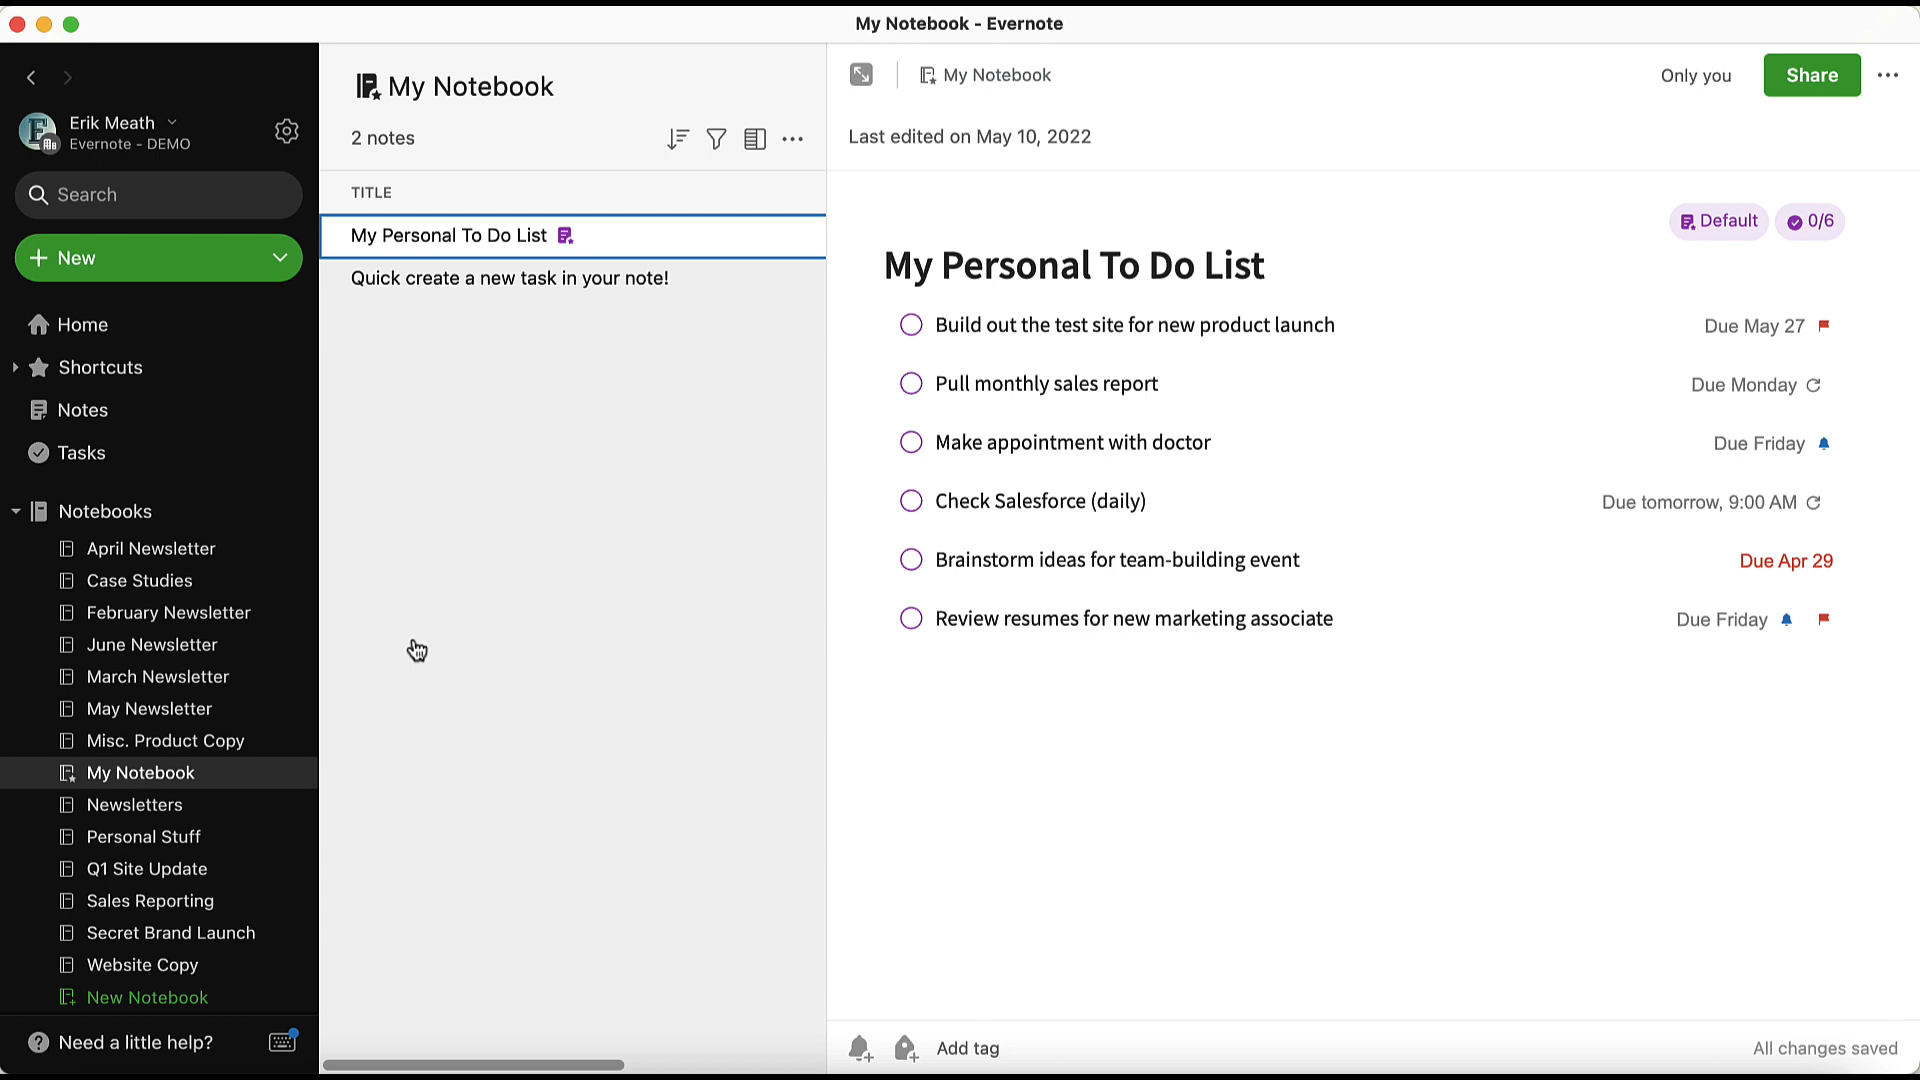 My Notebook - Evernote
Erik Meath
Evernote - DEMO
Search
New
Home
Shortcuts
Notes
Tasks
Notebooks
April Newsletter
Case Studies
February Newsletter
June Newsletter
March Newsletter
May Newsletter
Misc. Product Copy
My Notebook
Newsletters
Personal Stuff
Q1 Site Update
Sales Reporting
Secret Brand Launch
Website Copy
New Notebook
Need a little help?
My Notebook
2 notes
TITLE
My Personal To Do List
Quick create a new task in your note!
My Notebook
Only you
Share
Last edited on May 10, 2022
Default
0/6
My Personal To Do List
Build out the test site for new product launch
Due May 27
Pull monthly sales report
Due Monday
Make appointment with doctor
Due Friday
Check Salesforce (daily)
Due tomorrow, 9:00 AM
Brainstorm ideas for team-building event
Due Apr 29
Review resumes for new marketing associate
Due Friday
Add tag
All changes saved